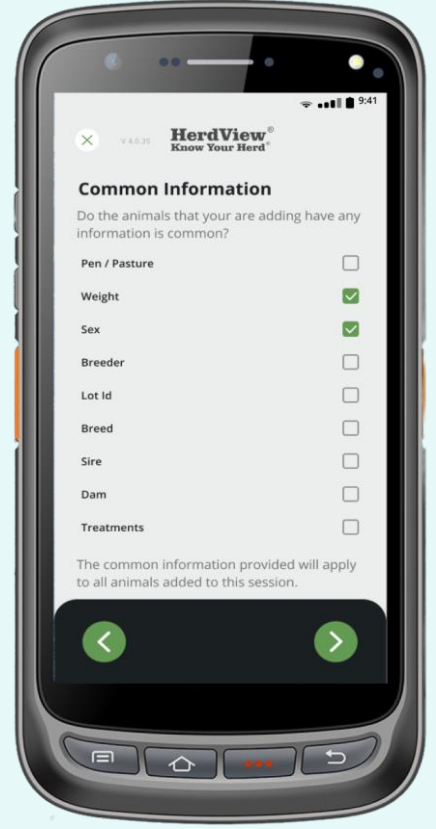 9:41
V 4.0.35
HerdView®
Know Your Herd®
Common Information
Do the animals that your are adding have any
information is common?
Pen / Pasture
Weight
Sex
Breeder
Lot Id
Breed
Sire
Dam
Treatments
The common information provided will apply
to all animals added to this session.